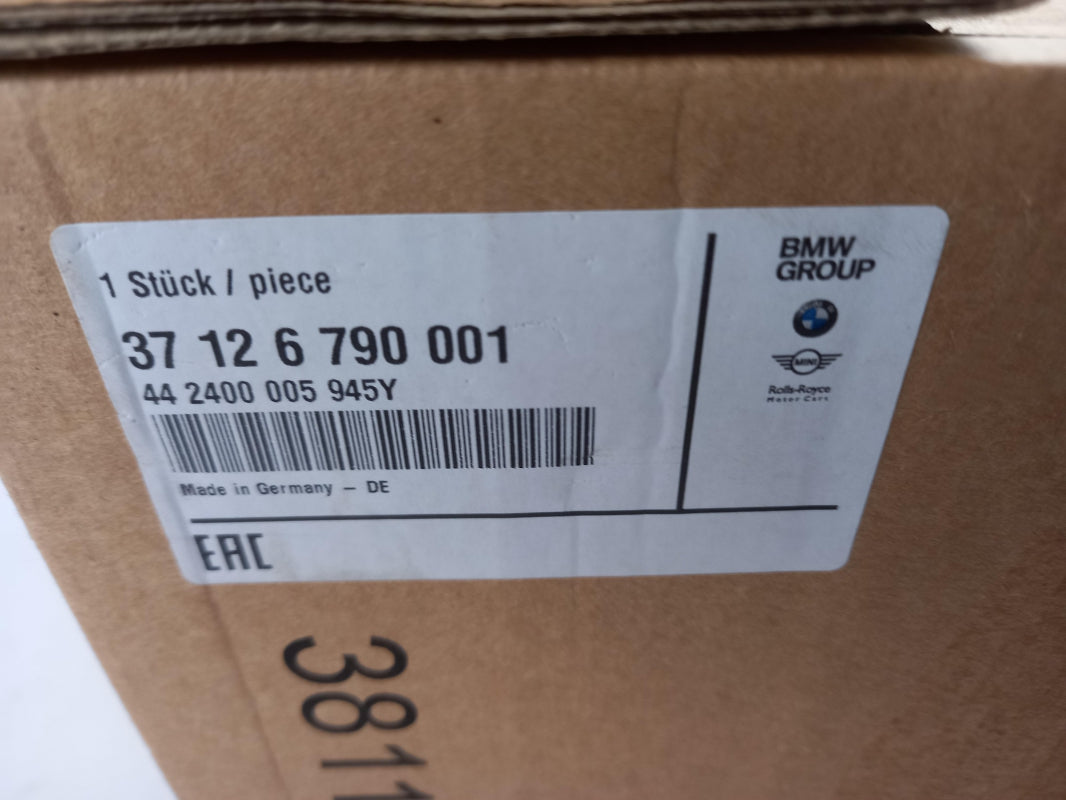 1 Stück / piece
37 12 6 790 001
44 2400 005 945Y
Made in Germany – DE
EAC
BMW
GROUP
MINI
Rolls-Royce
Motor Cars
3811